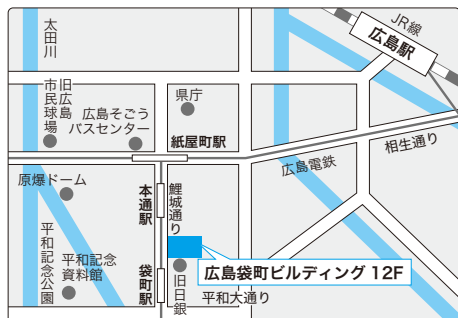 太田川
JR線
広島駅
旧広島
市民球場
県庁
広島そごう
バスセンター
紙屋町駅
相生通り
広島電鉄
原爆ドーム
本通駅
鯉城通り
平和記念公園
平和記念
資料館
袋町駅
旧日銀
広島袋町ビルディング 12F
平和大通り